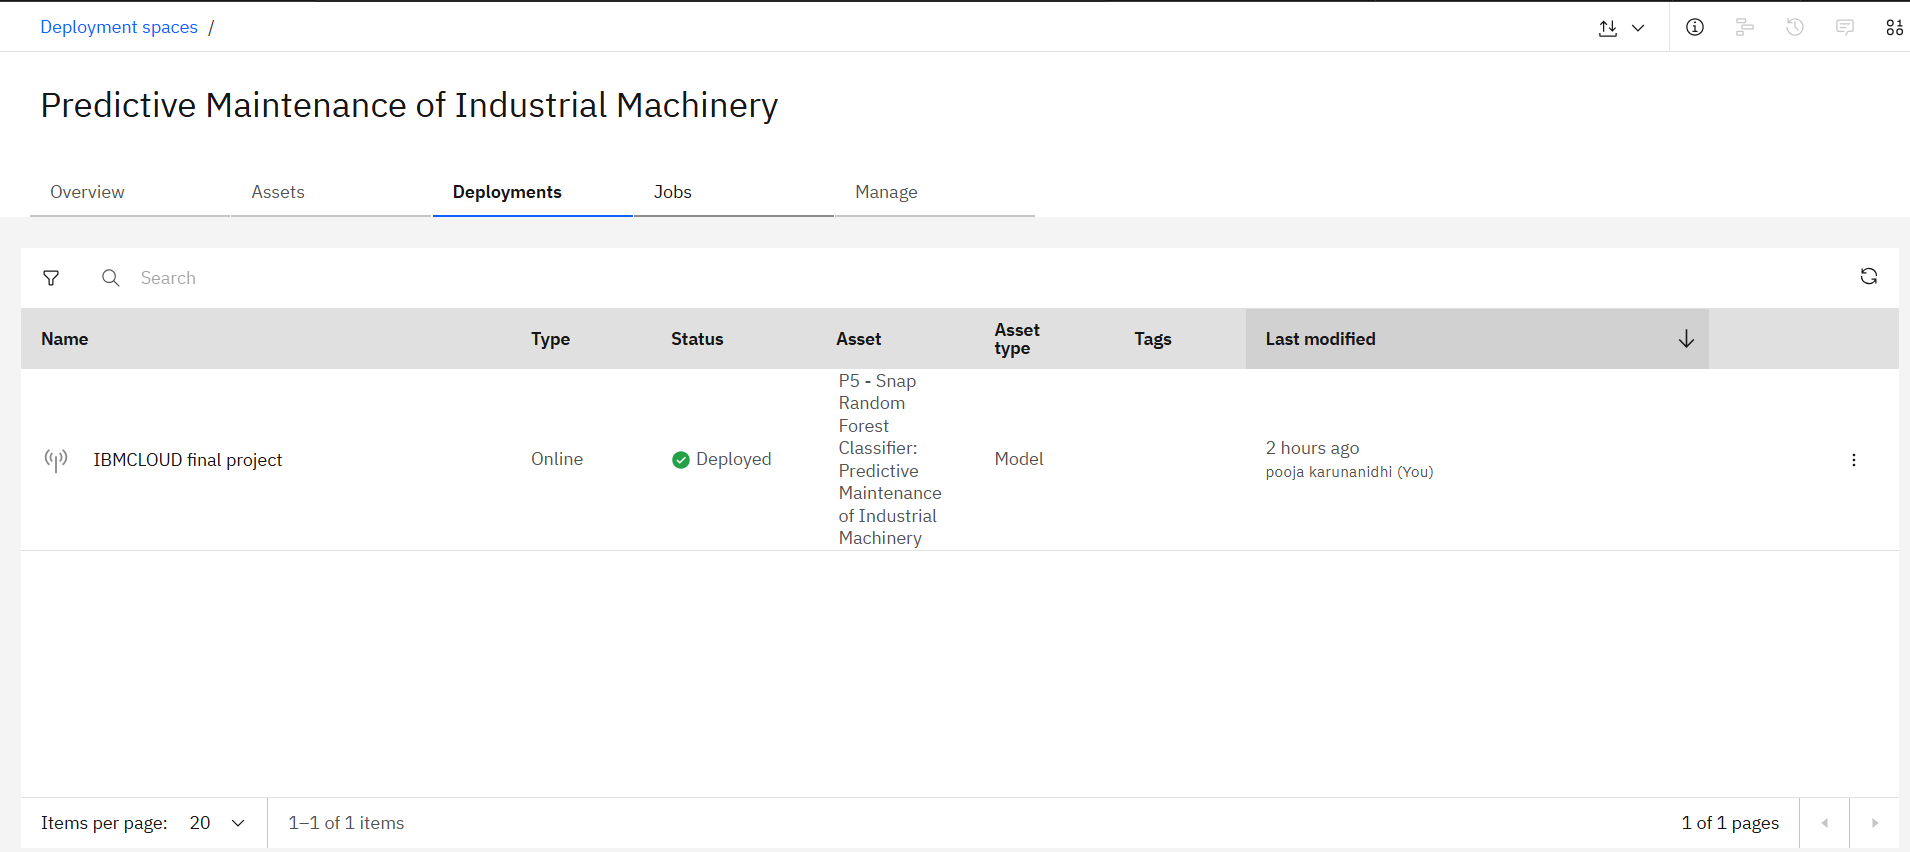 Deployment spaces /
Predictive Maintenance of Industrial Machinery
Overview
Assets
Deployments
Jobs
Manage
Search
Name
Type
Status
Asset
Asset
type
Tags
Last modified
IBMCLOUD final project
Online
Deployed
P5 - Snap
Random
Forest
Classifier:
Predictive
Maintenance
of Industrial
Machinery
Model
2 hours ago
pooja karunanidhi (You)
Items per page: 20
1–1 of 1 items
1 of 1 pages